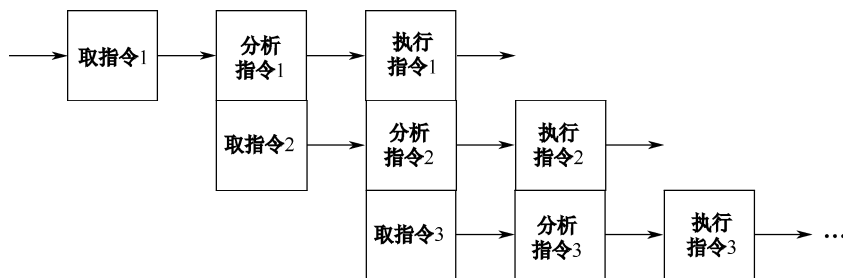 取指令1
分析
指令1
执行
指令1
取指令2
分析
指令2
执行
指令2
取指令3
分析
指令3
执行
指令3
…